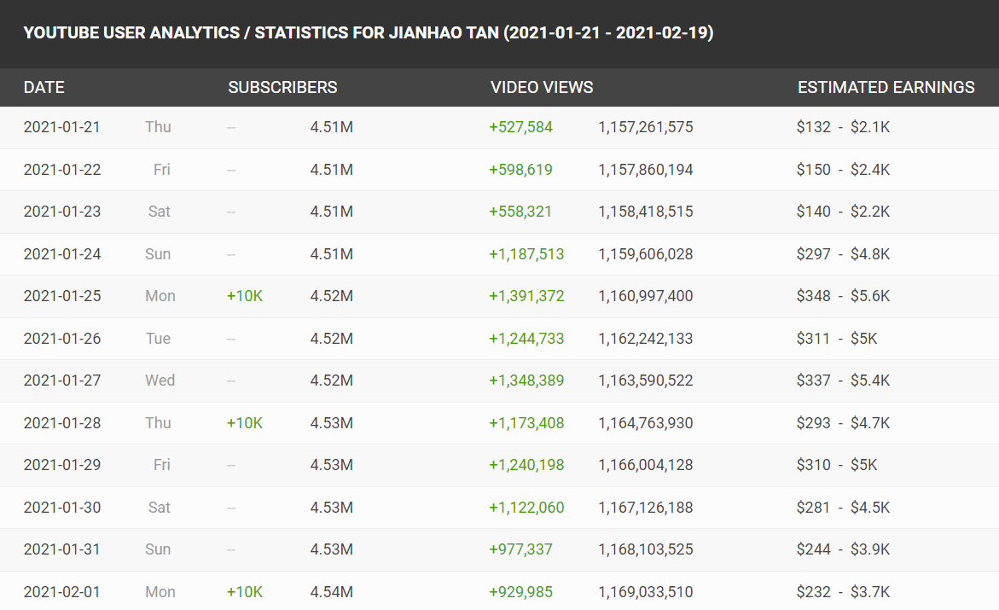 YOUTUBE USER ANALYTICS / STATISTICS FOR JIANHAO TAN (2021-01-21 - 2021-02-19)
DATE SUBSCRIBERS VIDEO VIEWS ESTIMATED EARNINGS
2021-01-21 Thu -- 4.51M +527,584 1,157,261,575 $132 - $2.1K
2021-01-22 Fri -- 4.51M +598,619 1,157,860,194 $150 - $2.4K
2021-01-23 Sat -- 4.51M +558,321 1,158,418,515 $140 - $2.2K
2021-01-24 Sun -- 4.51M +1,187,513 1,159,606,028 $297 - $4.8K
2021-01-25 Mon +10K 4.52M +1,391,372 1,160,997,400 $348 - $5.6K
2021-01-26 Tue -- 4.52M +1,244,733 1,162,242,133 $311 - $5K
2021-01-27 Wed -- 4.52M +1,348,389 1,163,590,522 $337 - $5.4K
2021-01-28 Thu +10K 4.53M +1,173,408 1,164,763,930 $293 - $4.7K
2021-01-29 Fri -- 4.53M +1,240,198 1,166,004,128 $310 - $5K
2021-01-30 Sat -- 4.53M +1,122,060 1,167,126,188 $281 - $4.5K
2021-01-31 Sun -- 4.53M +977,337 1,168,103,525 $244 - $3.9K
2021-02-01 Mon +10K 4.54M +929,985 1,169,033,510 $232 - $3.7K